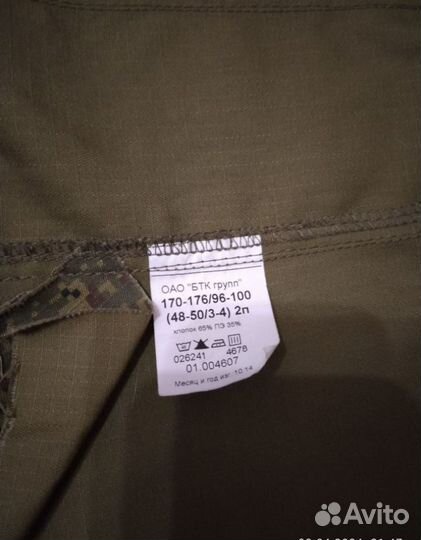 ОАО "БТК групп"
170-176/96-100
(48-50/3-4) 2п
хлопок 65% ПЭ 35%
026241 4678
01.004607
Месяц и год изг. 10.14
Avito